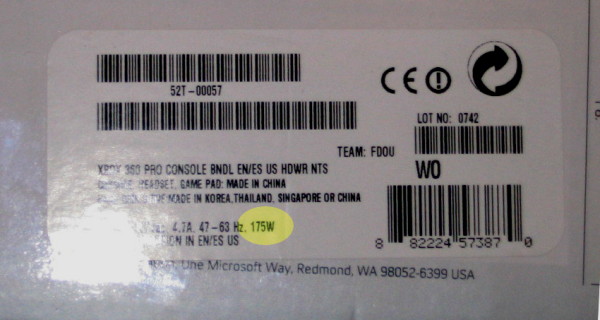 52T-00057
CE
LOT NO: 0742
TEAM: FDOU
W0
XBOX 360 PRO CONSOLE BNDL EN/ES US HDWR NTS
HEADSET, GAME PAD: MADE IN CHINA
MADE IN KOREA, THAILAND, SINGAPORE OR CHINA
4.7A, 47-63 Hz, 175W
IN EN/ES US
8 82224 57387 0
One Microsoft Way, Redmond, WA 98052-6399 USA